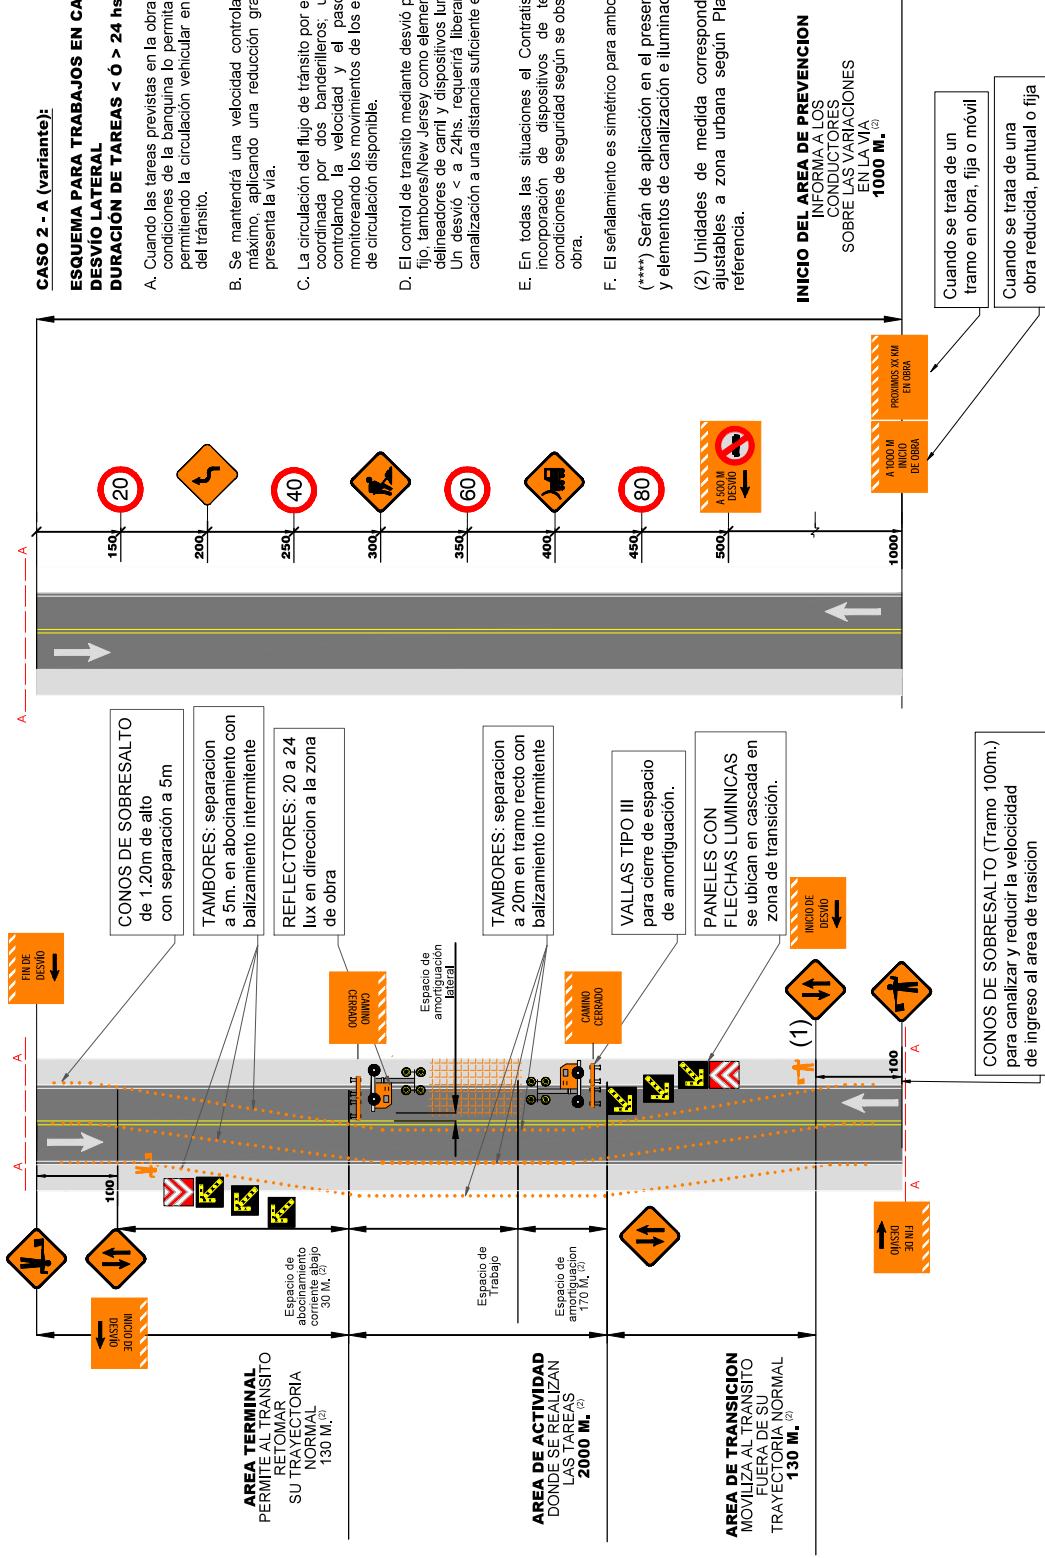 CASO 2 - A (variante):
ESQUEMA PARA TRABAJOS EN CA
DESVÍO LATERAL
DURACIÓN DE TAREAS < Ó > 24 hs
A. Cuando las tareas previstas en la obra
condiciones de la banquina lo permita
permitiendo la circulación vehicular en
del tránsito.
B. Se mantendrá una velocidad controla
máximo, aplicando una reducción gra
presenta la vía.
C. La circulación del flujo de tránsito por e
coordinada por dos banderilleros; u
controlando la velocidad y el paso
monitoreando los movimientos de los e
de circulación disponible.
D. El control de transito mediante desvió p
fijo, tambores/New Jersey como elemen
delineadores de carril y dispositivos lum
Un desvió < a 24hs. requerirá liberar
canalización a una distancia suficiente e
E. En todas las situaciones el Contratis
incorporación de dispositivos de te
condiciones de seguridad según se obs
obra.
F. El señalamiento es simétrico para ambo
(****) Serán de aplicación en el presen
y elementos de canalización e iluminac
(2) Unidades de medida correspond
ajustables a zona urbana según Pla
referencia.
INICIO DEL AREA DE PREVENCION
INFORMA A LOS
CONDUCTORES
SOBRE LAS VARIACIONES
EN LA VIA
1000 M. (2)
Cuando se trata de un
tramo en obra, fija o móvil
Cuando se trata de una
obra reducida, puntual o fija
20
40
60
80
A 500 M
DESVÍO
A 1000 M
INICIO
DE OBRA
PROXIMOS XX KM
EN OBRA
150
200
250
300
350
400
450
500
1000
A
A
CONOS DE SOBRESALTO
de 1.20m de alto
con separación a 5m
TAMBORES: separacion
a 5m. en abocinamiento con
balizamiento intermitente
REFLECTORES: 20 a 24
lux en direccion a la zona
de obra
TAMBORES: separacion
a 20m en tramo recto con
balizamiento intermitente
VALLAS TIPO III
para cierre de espacio
de amortiguación.
PANELES CON
FLECHAS LUMINICAS
se ubican en cascada en
zona de transición.
CONOS DE SOBRESALTO (Tramo 100m.)
para canalizar y reducir la velocicidad
de ingreso al area de trasicion
FIN DE
DESVÍO
CAMINO
CERRADO
Espacio de
amortiguación
lateral
CAMINO
CERRADO
INICIO DE
DESVÍO
(1)
A
A
A
A
100
100
INICIO DE
DESVÍO
FIN DE
DESVÍO
Espacio de
abocinamiento
corriente abajo
30 M. (2)
Espacio de
Trabajo
Espacio de
amortiguacion
170 M. (2)
AREA TERMINAL
PERMITE AL TRANSITO
RETOMAR
SU TRAYECTORIA
NORMAL
130 M. (2)
AREA DE ACTIVIDAD
DONDE SE REALIZAN
LAS TAREAS
2000 M. (2)
AREA DE TRANSICION
MOVILIZA AL TRANSITO
FUERA DE SU
TRAYECTORIA NORMAL
130 M. (2)